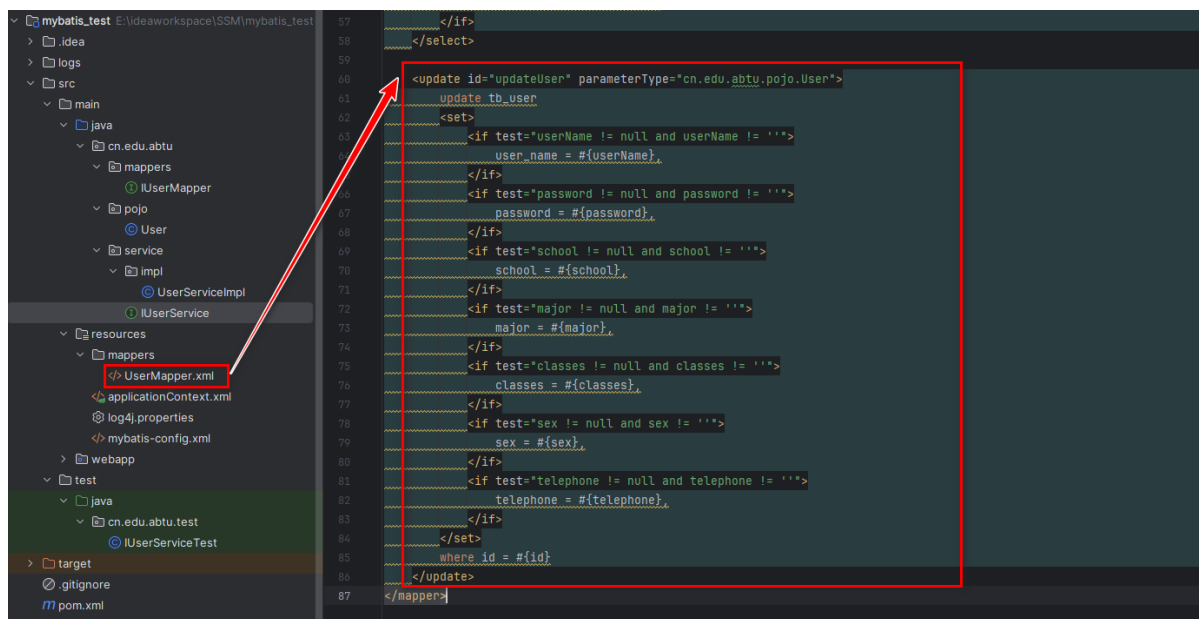 mybatis_test E:\ideaworkspace\SSM\mybatis_test
.idea
logs
src
main
java
cn.edu.abtu
mappers
IUserMapper
pojo
User
service
impl
UserServiceImpl
IUserService
resources
mappers
UserMapper.xml
applicationContext.xml
log4j.properties
mybatis-config.xml
webapp
test
java
cn.edu.abtu.test
IUserServiceTest
target
.gitignore
pom.xml
57 </if>
58 </select>
59
60 <update id="updateUser" parameterType="cn.edu.abtu.pojo.User">
61 update tb_user
62 <set>
63 <if test="userName != null and userName != ''">
user_name = #{userName},
</if>
66 <if test="password != null and password != ''">
67 password = #{password},
68 </if>
69 <if test="school != null and school != ''">
70 school = #{school},
71 </if>
72 <if test="major != null and major != ''">
73 major = #{major},
74 </if>
75 <if test="classes != null and classes != ''">
76 classes = #{classes},
77 </if>
78 <if test="sex != null and sex != ''">
79 sex = #{sex},
80 </if>
81 <if test="telephone != null and telephone != ''">
82 telephone = #{telephone},
83 </if>
84 </set>
85 where id = #{id}
86 </update>
87 </mapper>